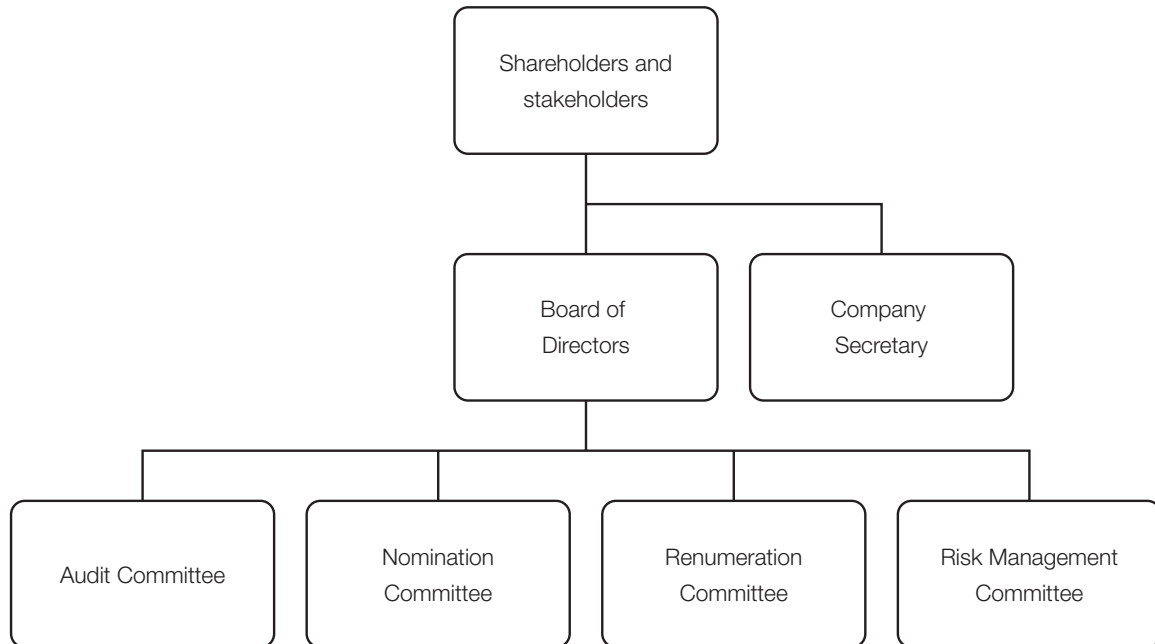 Shareholders and
stakeholders
Board of
Directors
Company
Secretary
Audit Committee
Nomination
Committee
Renumeration
Committee
Risk Management
Committee